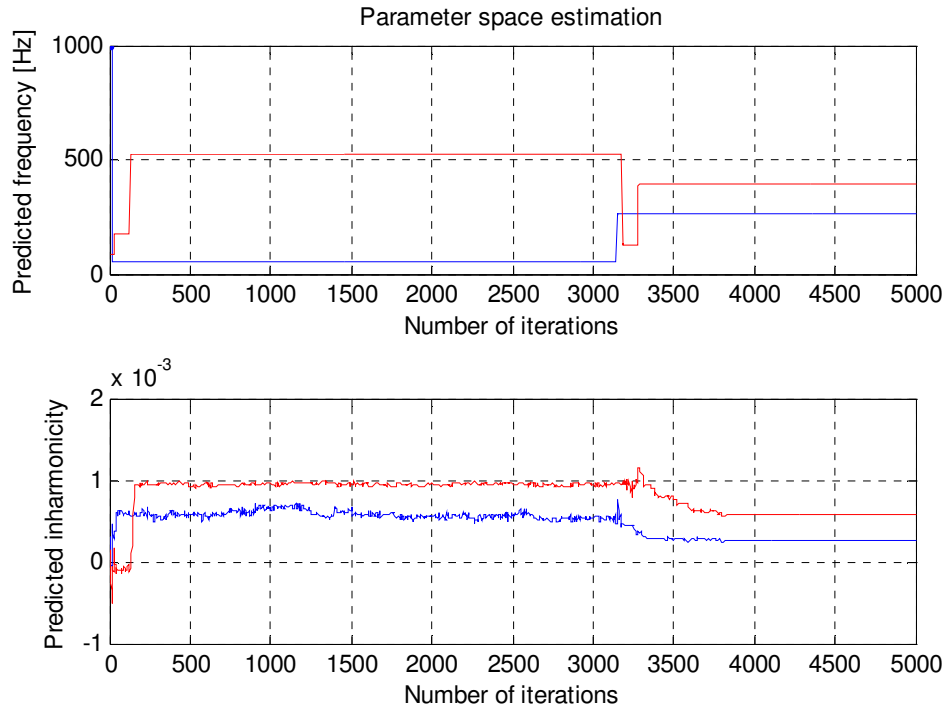 Parameter space estimation
Predicted frequency [Hz]
1000
500
0
0 500 1000 1500 2000 2500 3000 3500 4000 4500 5000
Number of iterations
x 10^-3
Predicted inharmonicity
2
1
0
-1
0 500 1000 1500 2000 2500 3000 3500 4000 4500 5000
Number of iterations